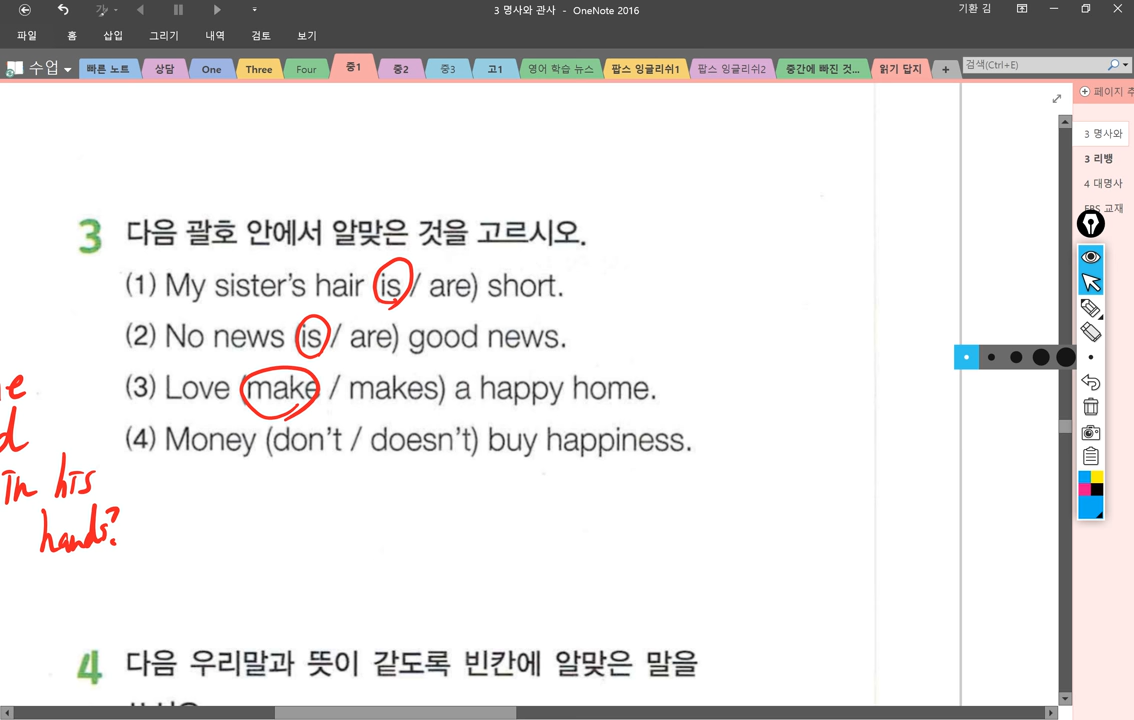 3 명사와 관사 - OneNote 2016
기환 김
파일 홈 삽입 그리기 내역 검토 보기
수업 빠른 노트 상담 One Three Four 중1 중2 중3 고1 영어 학습 뉴스 팝스 잉글리쉬1 팝스 잉글리쉬2 중간에 빠진 것... 읽기 답지 + 검색(Ctrl+E)
페이지 추
3 명사와
3 리뱅
4 대명사
EBS 교재
3 다음 괄호 안에서 알맞은 것을 고르시오.
(1) My sister's hair (is / are) short.
(2) No news (is / are) good news.
(3) Love (make / makes) a happy home.
(4) Money (don't / doesn't) buy happiness.
in his
hands?
4 다음 우리말과 뜻이 같도록 빈칸에 알맞은 말을